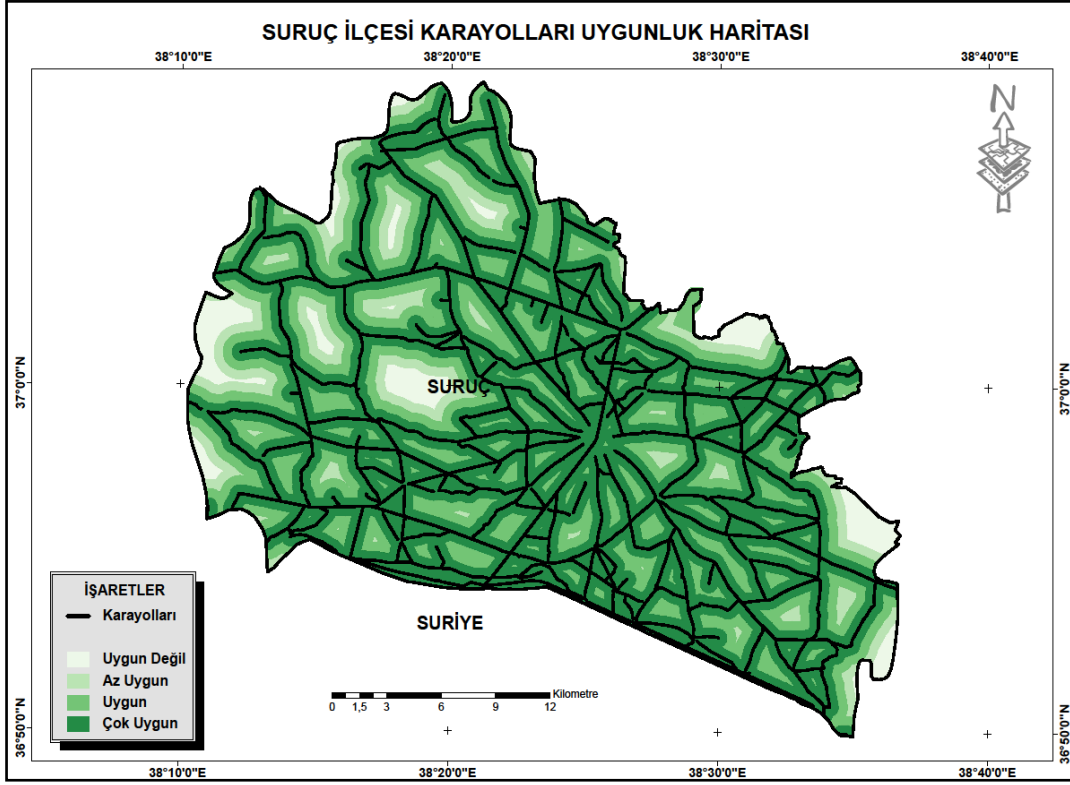 SURUÇ İLÇESİ KARAYOLLARI UYGUNLUK HARİTASI
38°10'0"E 38°20'0"E 38°30'0"E 38°40'0"E
N
37°0'0"N 37°0'0"N
SURUÇ
SURİYE
İŞARETLER
Karayolları
Uygun Değil
Az Uygun
Uygun
Çok Uygun
Kilometre
0 1,5 3 6 9 12
36°50'0"N 36°50'0"N
38°10'0"E 38°20'0"E 38°30'0"E 38°40'0"E